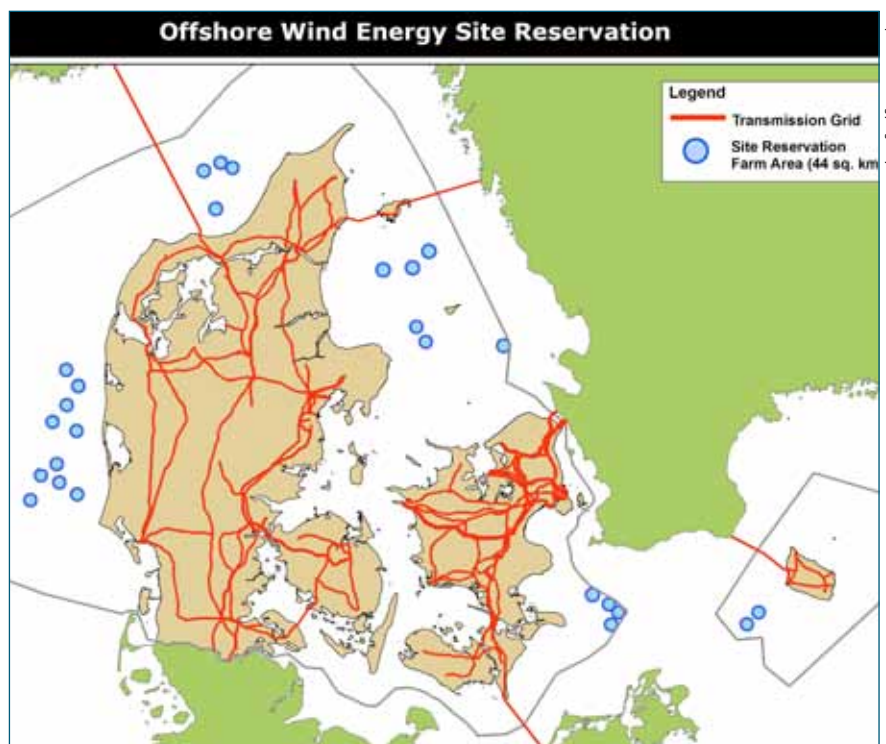 Offshore Wind Energy Site Reservation
Legend
Transmission Grid
Site Reservation
Farm Area (44 sq. km